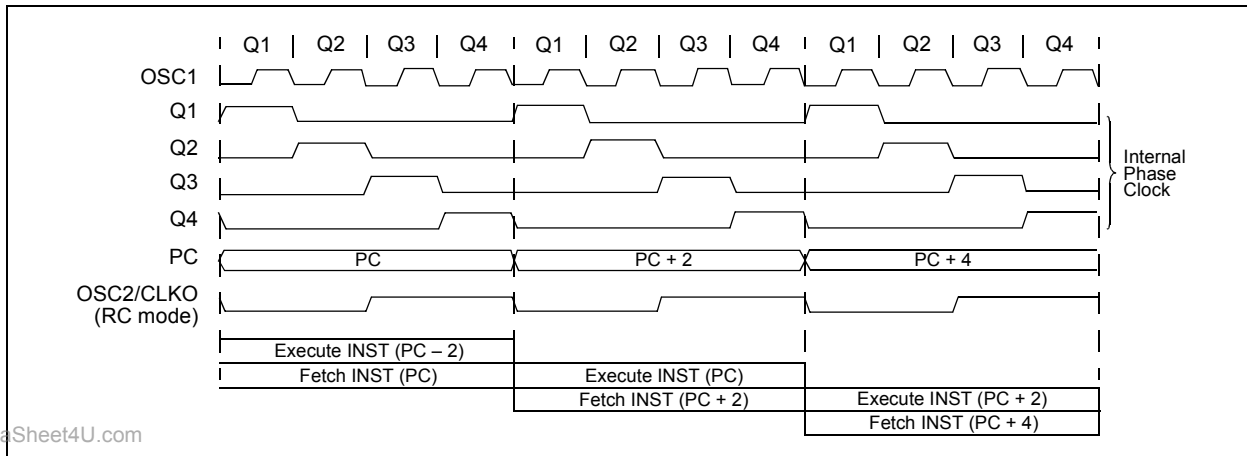 Q1 Q2 Q3 Q4 Q1 Q2 Q3 Q4 Q1 Q2 Q3 Q4
OSC1
Q1
Q2
Q3
Q4
Internal
Phase
Clock
PC PC PC + 2 PC + 4
OSC2/CLKO
(RC mode)
Execute INST (PC – 2)
Fetch INST (PC) Execute INST (PC)
Fetch INST (PC + 2) Execute INST (PC + 2)
Fetch INST (PC + 4)
aSheet4U.com